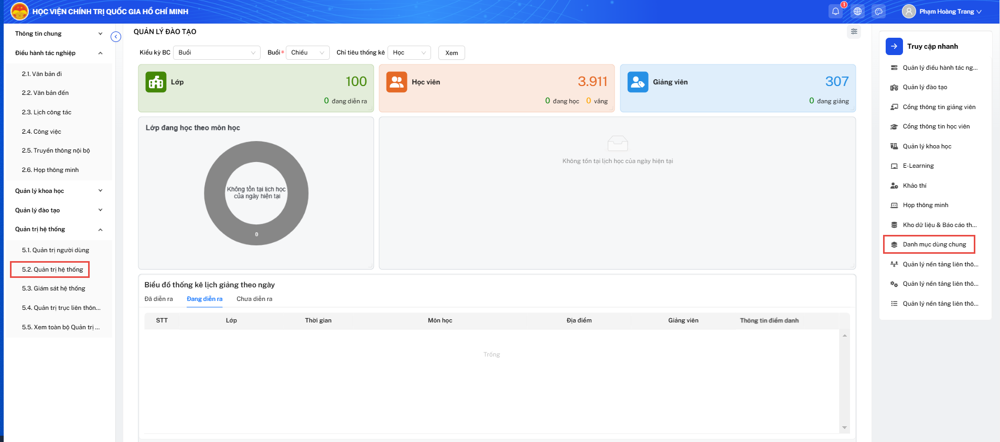 HỌC VIỆN CHÍNH TRỊ QUỐC GIA HỒ CHÍ MINH
1
Phạm Hoàng Trang
Thông tin chung
Điều hành tác nghiệp
2.1. Văn bản đi
2.2. Văn bản đến
2.3. Lịch công tác
2.4. Công việc
2.5. Truyền thông nội bộ
2.6. Họp thông minh
Quản lý khoa học
Quản lý đào tạo
Quản trị hệ thống
5.1. Quản trị người dùng
5.2. Quản trị hệ thống
5.3. Giám sát hệ thống
5.4. Quản trị trục liên thôn...
5.5. Xem toàn bộ Quản trị ...
QUẢN LÝ ĐÀO TẠO
Kiểu kỳ BC Buổi Buổi* Chiều Chỉ tiêu thống kê Học Xem
Lớp 100
0 đang diễn ra
Học viên 3.911
0 đang học 0 vắng
Giảng viên 307
0 đang giảng
Lớp đang học theo môn học
Không tồn tại lịch học
của ngày hiện tại
0
Không tồn tại lịch học của ngày hiện tại
Biểu đồ thống kê lịch giảng theo ngày
Đã diễn ra Đang diễn ra Chưa diễn ra
STT Lớp Thời gian Môn học Địa điểm Giảng viên Thông tin điểm danh
Trống
Truy cập nhanh
Quản lý điều hành tác ng...
Quản lý đào tạo
Cổng thông tin giảng viên
Cổng thông tin học viên
Quản lý khoa học
E-Learning
Khảo thí
Họp thông minh
Kho dữ liệu & Báo cáo th...
Danh mục dùng chung
Quản lý nền tảng liên thô...
Quản lý nền tảng liên thô...
Quản lý nền tảng liên thô...